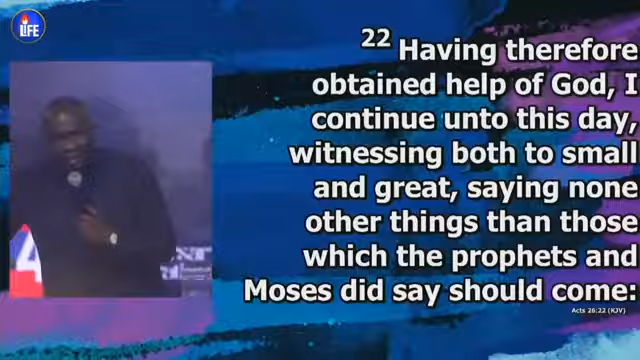 LIFE
22 Having therefore
obtained help of God, I
continue unto this day,
witnessing both to small
and great, saying none
other things than those
which the prophets and
Moses did say should come:
Acts 26:22 (KJV)